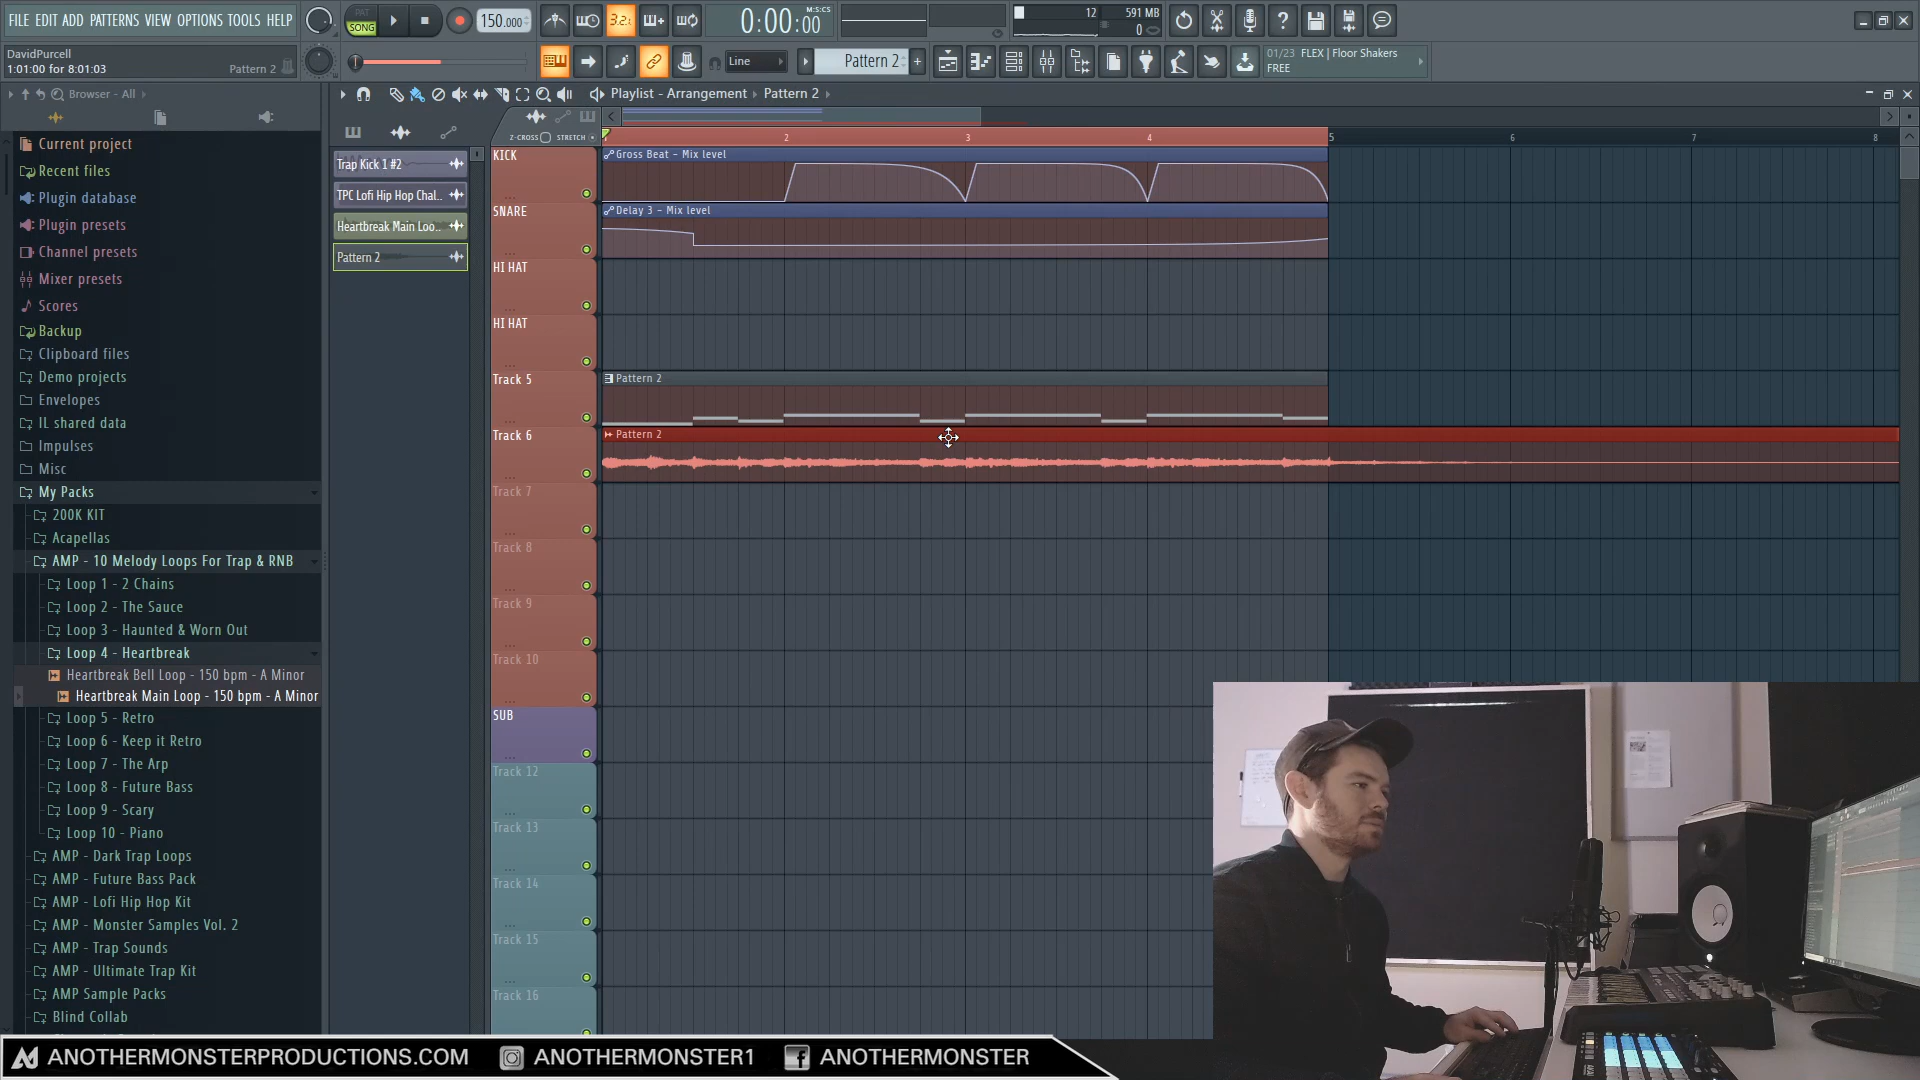 FILE EDIT ADD PATTERNS VIEW OPTIONS TOOLS HELP
PAT
SONG
150.000
3.2.
0:00:00
M:S:CS
12
591 MB
0
DavidPurcell
1:01:00 for 8:01:03
Pattern 2
Line
Pattern 2
01/23 FLEX | Floor Shakers
FREE
Browser - All
Playlist - Arrangement › Pattern 2
Z-CROSS
STRETCH
2
3
4
5
6
7
8
Current project
Recent files
Plugin database
Plugin presets
Channel presets
Mixer presets
Scores
Backup
Clipboard files
Demo projects
Envelopes
IL shared data
Impulses
Misc
My Packs
200K KIT
Acapellas
AMP - 10 Melody Loops For Trap & RNB
Loop 1 - 2 Chains
Loop 2 - The Sauce
Loop 3 - Haunted & Worn Out
Loop 4 - Heartbreak
Heartbreak Bell Loop - 150 bpm - A Minor
Heartbreak Main Loop - 150 bpm - A Minor
Loop 5 - Retro
Loop 6 - Keep it Retro
Loop 7 - The Arp
Loop 8 - Future Bass
Loop 9 - Scary
Loop 10 - Piano
AMP - Dark Trap Loops
AMP - Future Bass Pack
AMP - Lofi Hip Hop Kit
AMP - Monster Samples Vol. 2
AMP - Trap Sounds
AMP - Ultimate Trap Kit
AMP Sample Packs
Blind Collab
Trap Kick 1 #2
TPC Lofi Hip Hop Chal..
Heartbreak Main Loo..
Pattern 2
KICK
Gross Beat - Mix level
SNARE
Delay 3 - Mix level
HI HAT
HI HAT
Track 5
Pattern 2
Track 6
Pattern 2
Track 7
Track 8
Track 9
Track 10
SUB
Track 12
Track 13
Track 14
Track 15
Track 16
ANOTHERMONSTERPRODUCTIONS.COM
ANOTHERMONSTER1
ANOTHERMONSTER